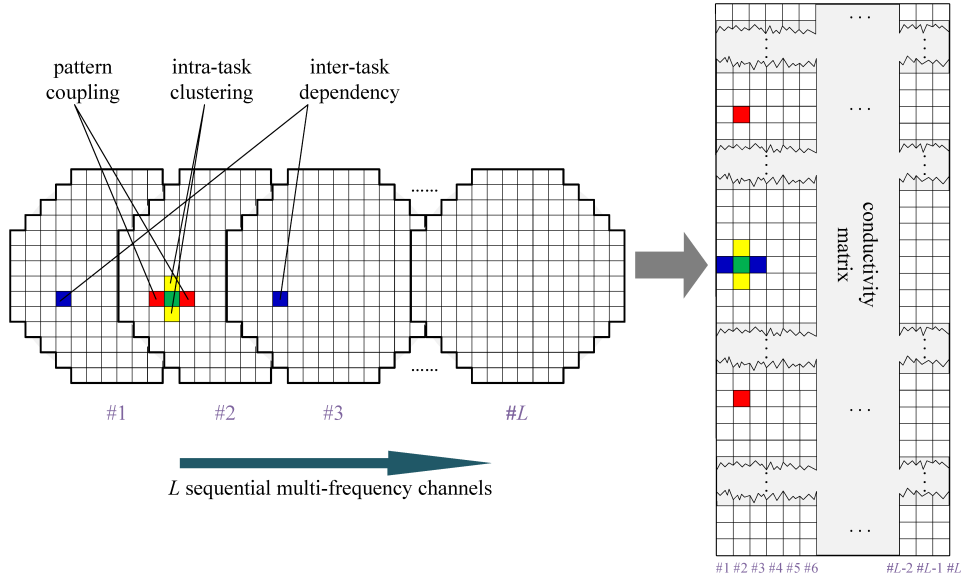 pattern
coupling
intra-task
clustering
inter-task
dependency
......
......
#1
#2
#3
#L
L sequential multi-frequency channels
. . .
. . .
conductivity
matrix
. . .
. . .
#1 #2 #3 #4 #5 #6
#L-2 #L-1 #L